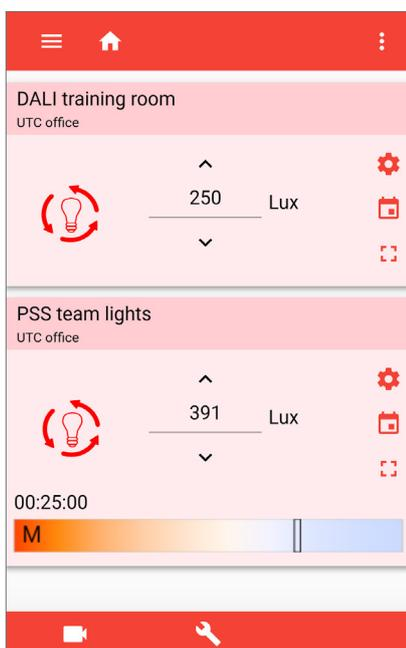 DALI training room
UTC office
250 Lux
PSS team lights
UTC office
391 Lux
00:25:00
M